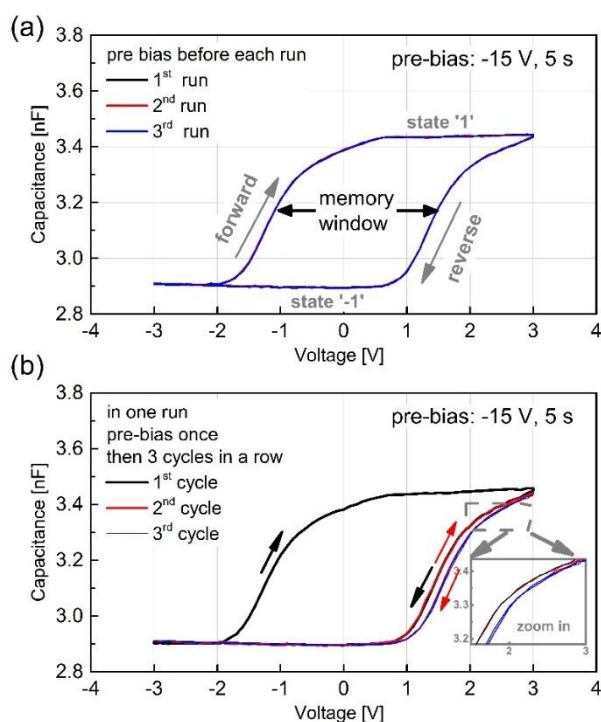 (a)
pre bias before each run
pre-bias: -15 V, 5 s
1st run
2nd run
3rd run
state '1'
forward
memory
window
reverse
state '-1'
Capacitance [nF]
3.8
3.6
3.4
3.2
3.0
2.8
-4 -3 -2 -1 0 1 2 3 4
Voltage [V]
(b)
in one run
pre-bias: -15 V, 5 s
pre-bias once
then 3 cycles in a row
1st cycle
2nd cycle
3rd cycle
Capacitance [nF]
3.8
3.6
3.4
3.2
3.0
2.8
3.4
3.3
3.2
zoom in
2 3
-4 -3 -2 -1 0 1 2 3 4
Voltage [V]